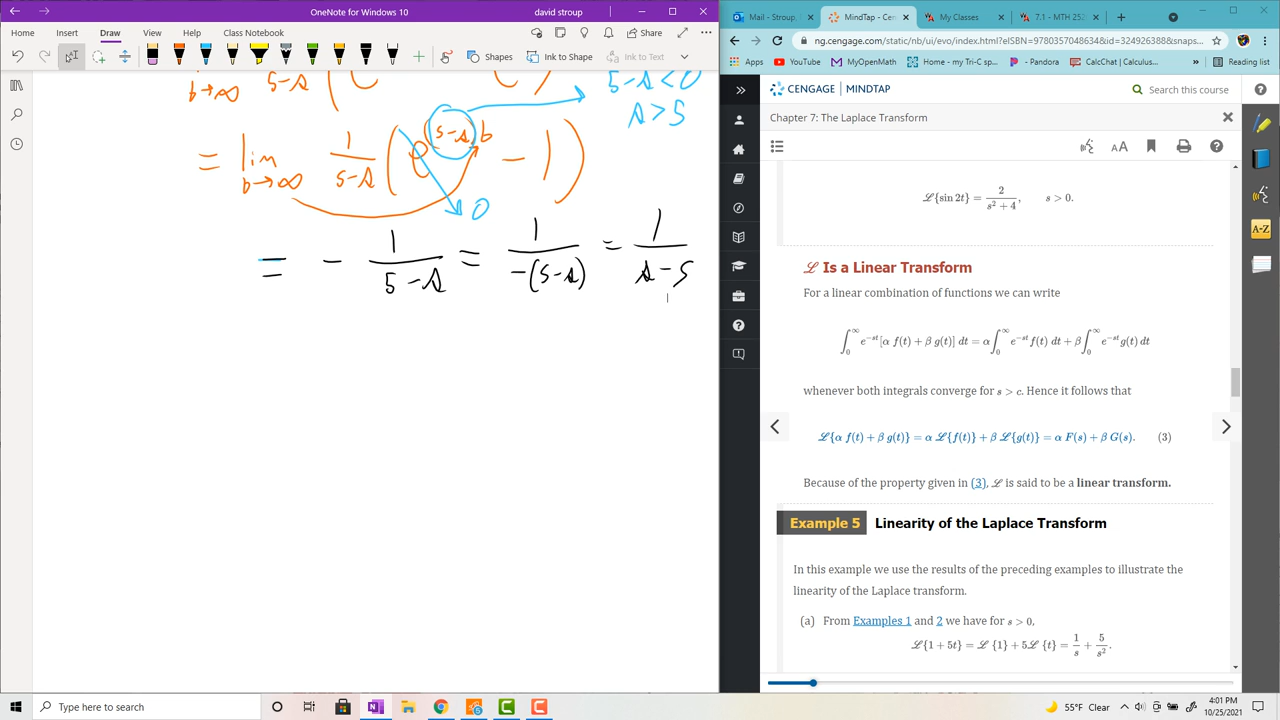 OneNote for Windows 10
david stroup
Home Insert Draw View Help Class Notebook
Share
Shapes Ink to Shape Ink to Text
b→∞ 5-s ( ( )
5-s<0
s>5
= lim 1/(5-s) ( e^(5-s)b - 1 )
b→∞
0
= - 1/(5-s) = 1/-(5-s) = 1/(s-5)
Mail - Stroup, D
MindTap - Cen
My Classes
7.1 - MTH 252
ng.cengage.com/static/nb/ui/evo/index.html?eISBN=9780357048634&id=324926388&snaps...
Apps YouTube MyOpenMath Home - my Tri-C sp... Pandora CalcChat | Calculus... Reading list
CENGAGE | MINDTAP
Search this course
Chapter 7: The Laplace Transform
AA
ℒ{sin 2t} = 2/(s² + 4), s > 0.
ℒ Is a Linear Transform
For a linear combination of functions we can write
∫₀^∞ e^−st [α f(t) + β g(t)] dt = α∫₀^∞ e^−st f(t) dt + β∫₀^∞ e^−st g(t) dt
whenever both integrals converge for s > c. Hence it follows that
ℒ{α f(t) + β g(t)} = α ℒ{f(t)} + β ℒ{g(t)} = α F(s) + β G(s). (3)
Because of the property given in (3), ℒ is said to be a linear transform.
Example 5 Linearity of the Laplace Transform
In this example we use the results of the preceding examples to illustrate the
linearity of the Laplace transform.
(a) From Examples 1 and 2 we have for s > 0,
ℒ{1 + 5t} = ℒ {1} + 5ℒ {t} = 1/s + 5/s².
A-Z
Type here to search
55°F Clear
4:01 PM
10/25/2021